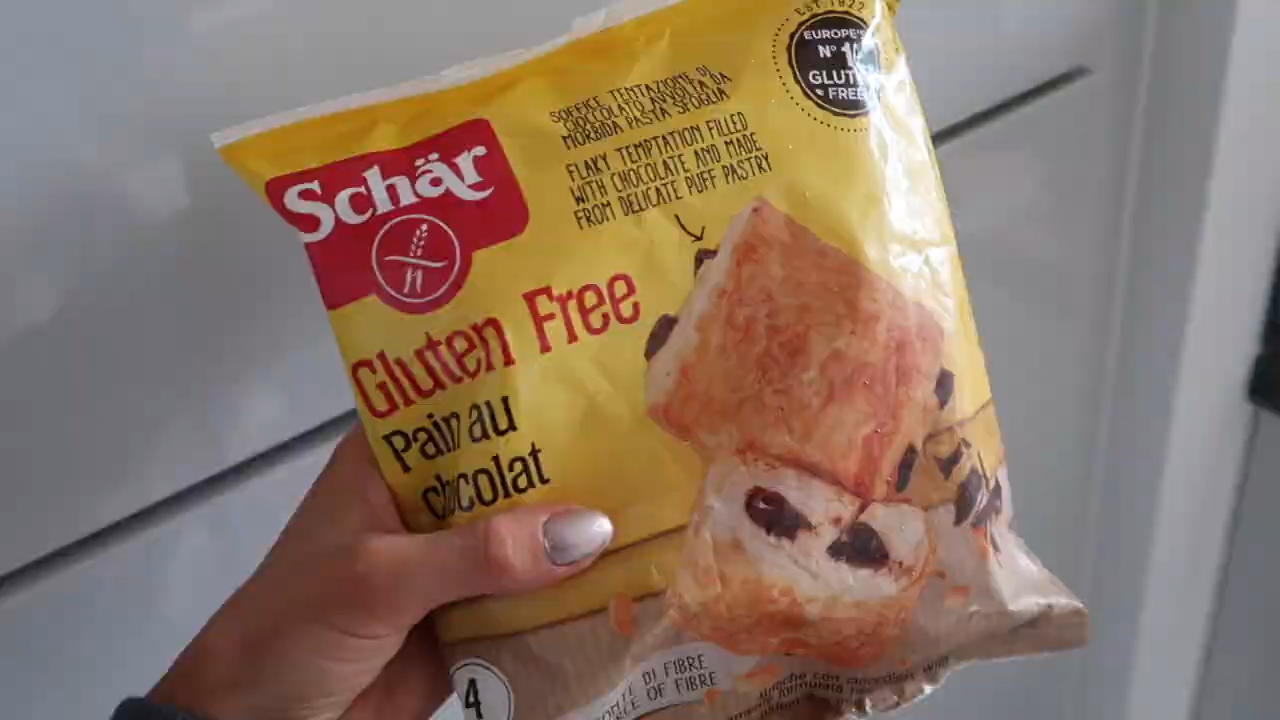 EST. 1922
EUROPE'S
N° 1
GLUTEN
FREE
SOFFICE TENTAZIONE DI
CIOCCOLATO AVVOLTA DA
MORBIDA PASTA SFOGLIA
FLAKY TEMPTATION FILLED
WITH CHOCOLATE AND MADE
FROM DELICATE PUFF PASTRY
Schär
Gluten Free
Pain au
chocolat
4
DI FIBRE
OF FIBRE